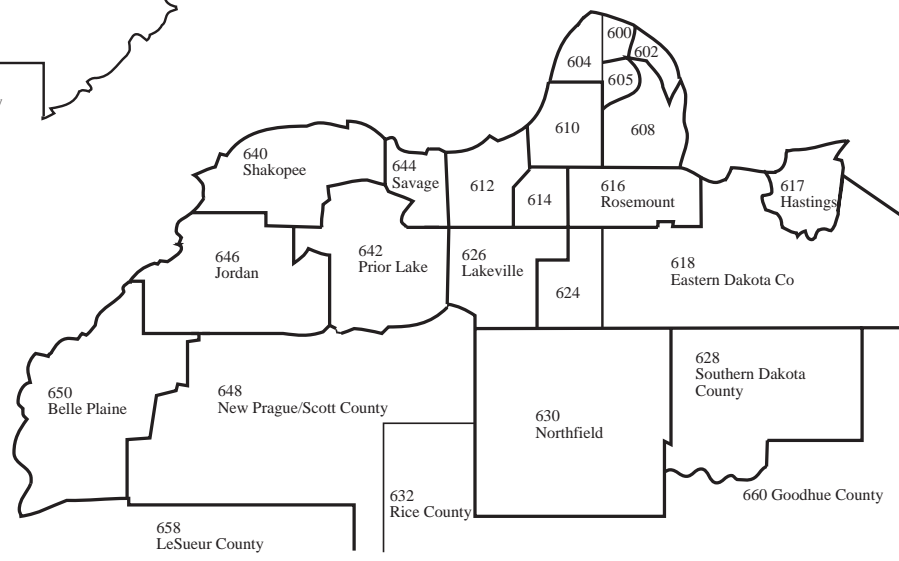 600
602
604
605
610
608
640
Shakopee
644
Savage
612
614
616
Rosemount
617
Hastings
646
Jordan
642
Prior Lake
626
Lakeville
624
618
Eastern Dakota Co
650
Belle Plaine
648
New Prague/Scott County
630
Northfield
628
Southern Dakota
County
632
Rice County
660 Goodhue County
658
LeSueur County